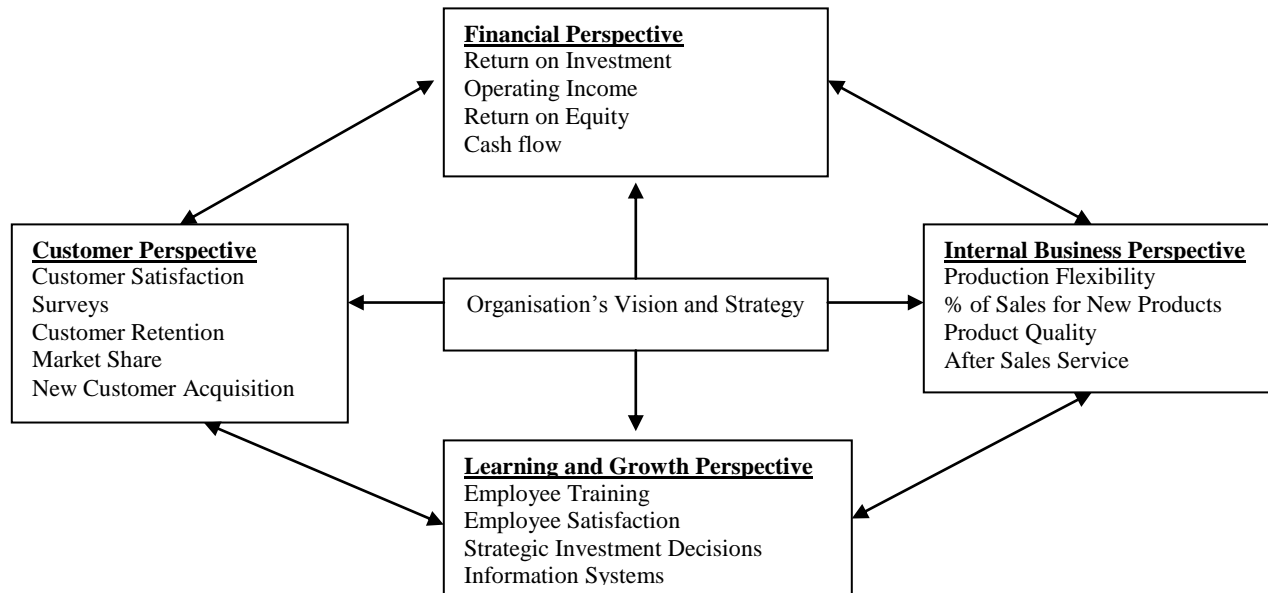 Financial Perspective
Return on Investment
Operating Income
Return on Equity
Cash flow
Customer Perspective
Customer Satisfaction
Surveys
Customer Retention
Market Share
New Customer Acquisition
Organisation’s Vision and Strategy
Internal Business Perspective
Production Flexibility
% of Sales for New Products
Product Quality
After Sales Service
Learning and Growth Perspective
Employee Training
Employee Satisfaction
Strategic Investment Decisions
Information Systems